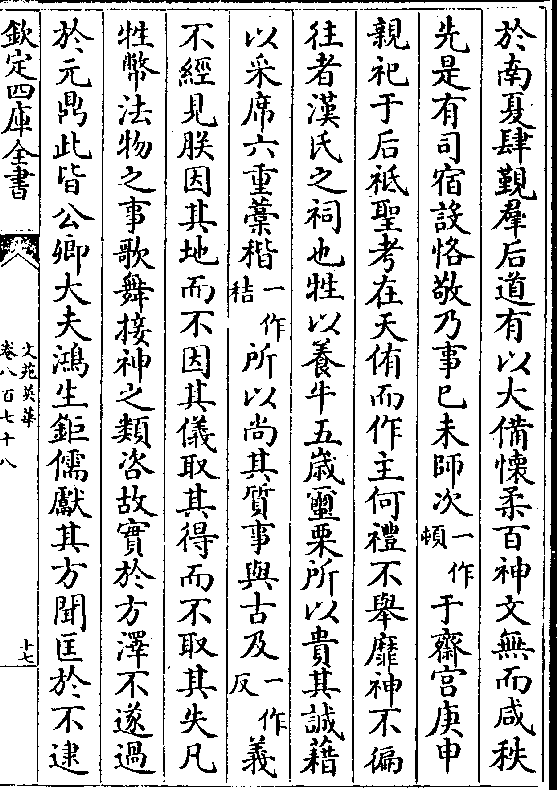 於南夏肆覲羣后道有以大備懷柔百神文無而咸秩
先是有司宿設恪敬乃事已未師次一作頓于齋宮庚申
親祀于后祗聖考在天侑而作主何禮不舉靡神不徧
往者漢氏之祠也牲以養牛五歳璽栗所以貴其誠藉
以采席六重藳稭一作秸所以尚其質事與古及一作反義
不經見朕因其地而不因其儀取其得而不取其失凡
牲幣法物之事歌舞接神之類咨故實於方澤不遂過
於元鼎此皆公卿大夫鴻生鉅儒獻其方聞匡於不逮
欽定四庫全書
文苑英華
卷八百七十八
十七